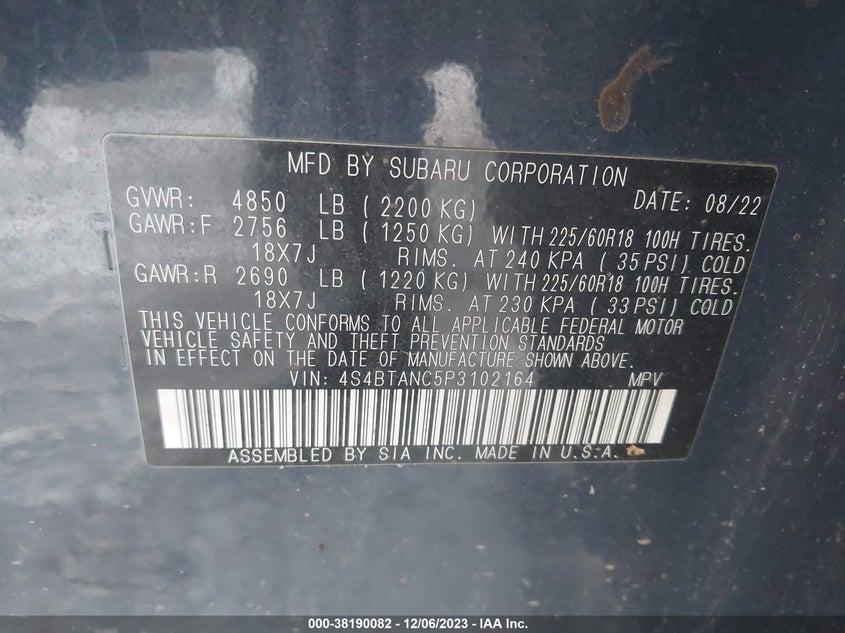 MFD BY SUBARU CORPORATION
GVWR: 4850 LB ( 2200 KG) DATE: 08/22
GAWR:F 2756 LB ( 1250 KG) WITH 225/60R18 100H TIRES.
18X7J RIMS. AT 240 KPA ( 35 PSI) COLD
GAWR:R 2690 LB ( 1220 KG) WITH 225/60R18 100H TIRES.
18X7J RIMS. AT 230 KPA ( 33 PSI) COLD
THIS VEHICLE CONFORMS TO ALL APPLICABLE FEDERAL MOTOR
VEHICLE SAFETY AND THEFT PREVENTION STANDARDS
IN EFFECT ON THE DATE OF MANUFACTURE SHOWN ABOVE.
VIN: 4S4BTANC5P3102164 MPV
ASSEMBLED BY SIA INC. MADE IN U.S.A.
000-38190082 - 12/06/2023 - IAA Inc.